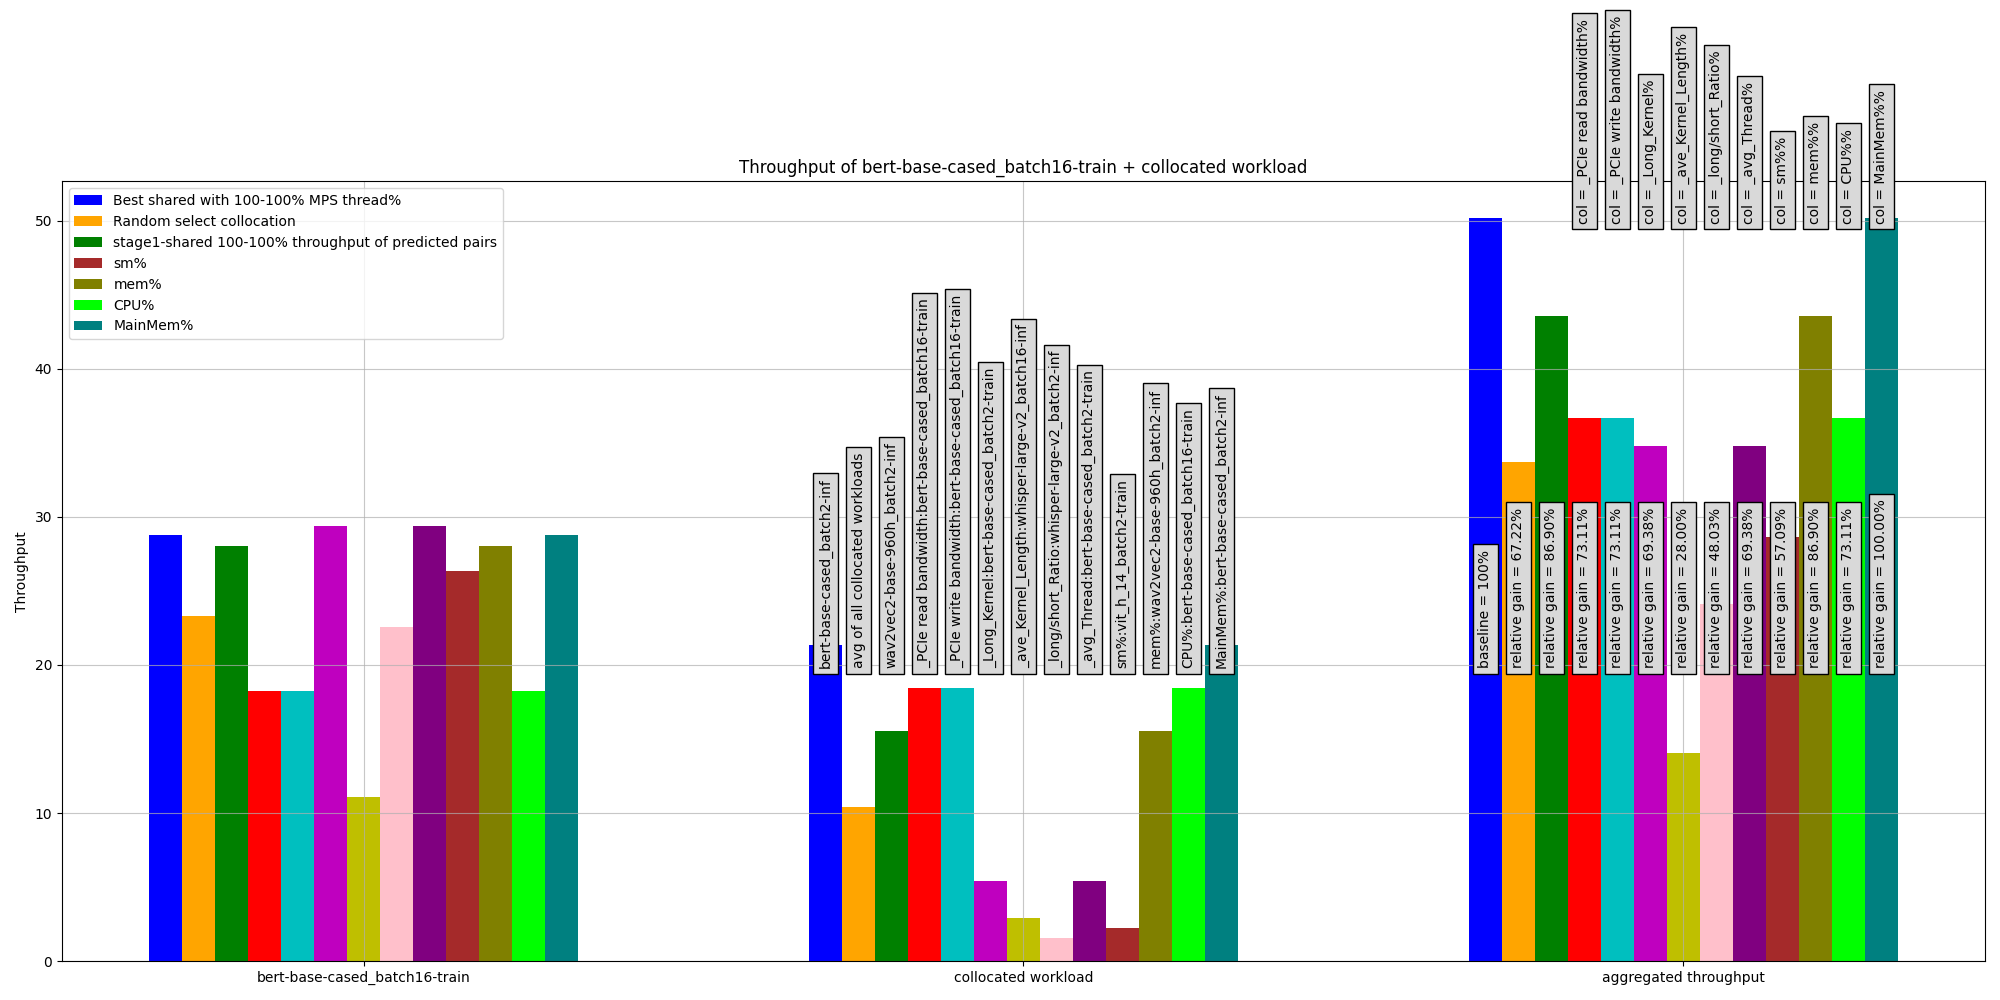 col = _PCIe read bandwidth%
col = _PCIe write bandwidth%
col = _Long_Kernel%
col = _ave_Kernel_Length%
col = _long/short_Ratio%
col = _avg_Thread%
col = sm%%
col = mem%%
col = CPU%%
col = MainMem%%
Throughput of bert-base-cased_batch16-train + collocated workload
Best shared with 100-100% MPS thread%
Random select collocation
stage1-shared 100-100% throughput of predicted pairs
sm%
mem%
CPU%
MainMem%
Throughput
50
40
30
20
10
0
bert-base-cased_batch2-inf
avg of all collocated workloads
wav2vec2-base-960h_batch2-inf
_PCIe read bandwidth:bert-base-cased_batch16-train
_PCIe write bandwidth:bert-base-cased_batch16-train
_Long_Kernel:bert-base-cased_batch2-train
_ave_Kernel_Length:whisper-large-v2_batch16-inf
_long/short_Ratio:whisper-large-v2_batch2-inf
_avg_Thread:bert-base-cased_batch2-train
sm%:vit_h_14_batch2-train
mem%:wav2vec2-base-960h_batch2-inf
CPU%:bert-base-cased_batch16-train
MainMem%:bert-base-cased_batch2-inf
baseline = 100%
relative gain = 67.22%
relative gain = 86.90%
relative gain = 73.11%
relative gain = 73.11%
relative gain = 69.38%
relative gain = 28.00%
relative gain = 48.03%
relative gain = 69.38%
relative gain = 57.09%
relative gain = 86.90%
relative gain = 73.11%
relative gain = 100.00%
bert-base-cased_batch16-train
collocated workload
aggregated throughput